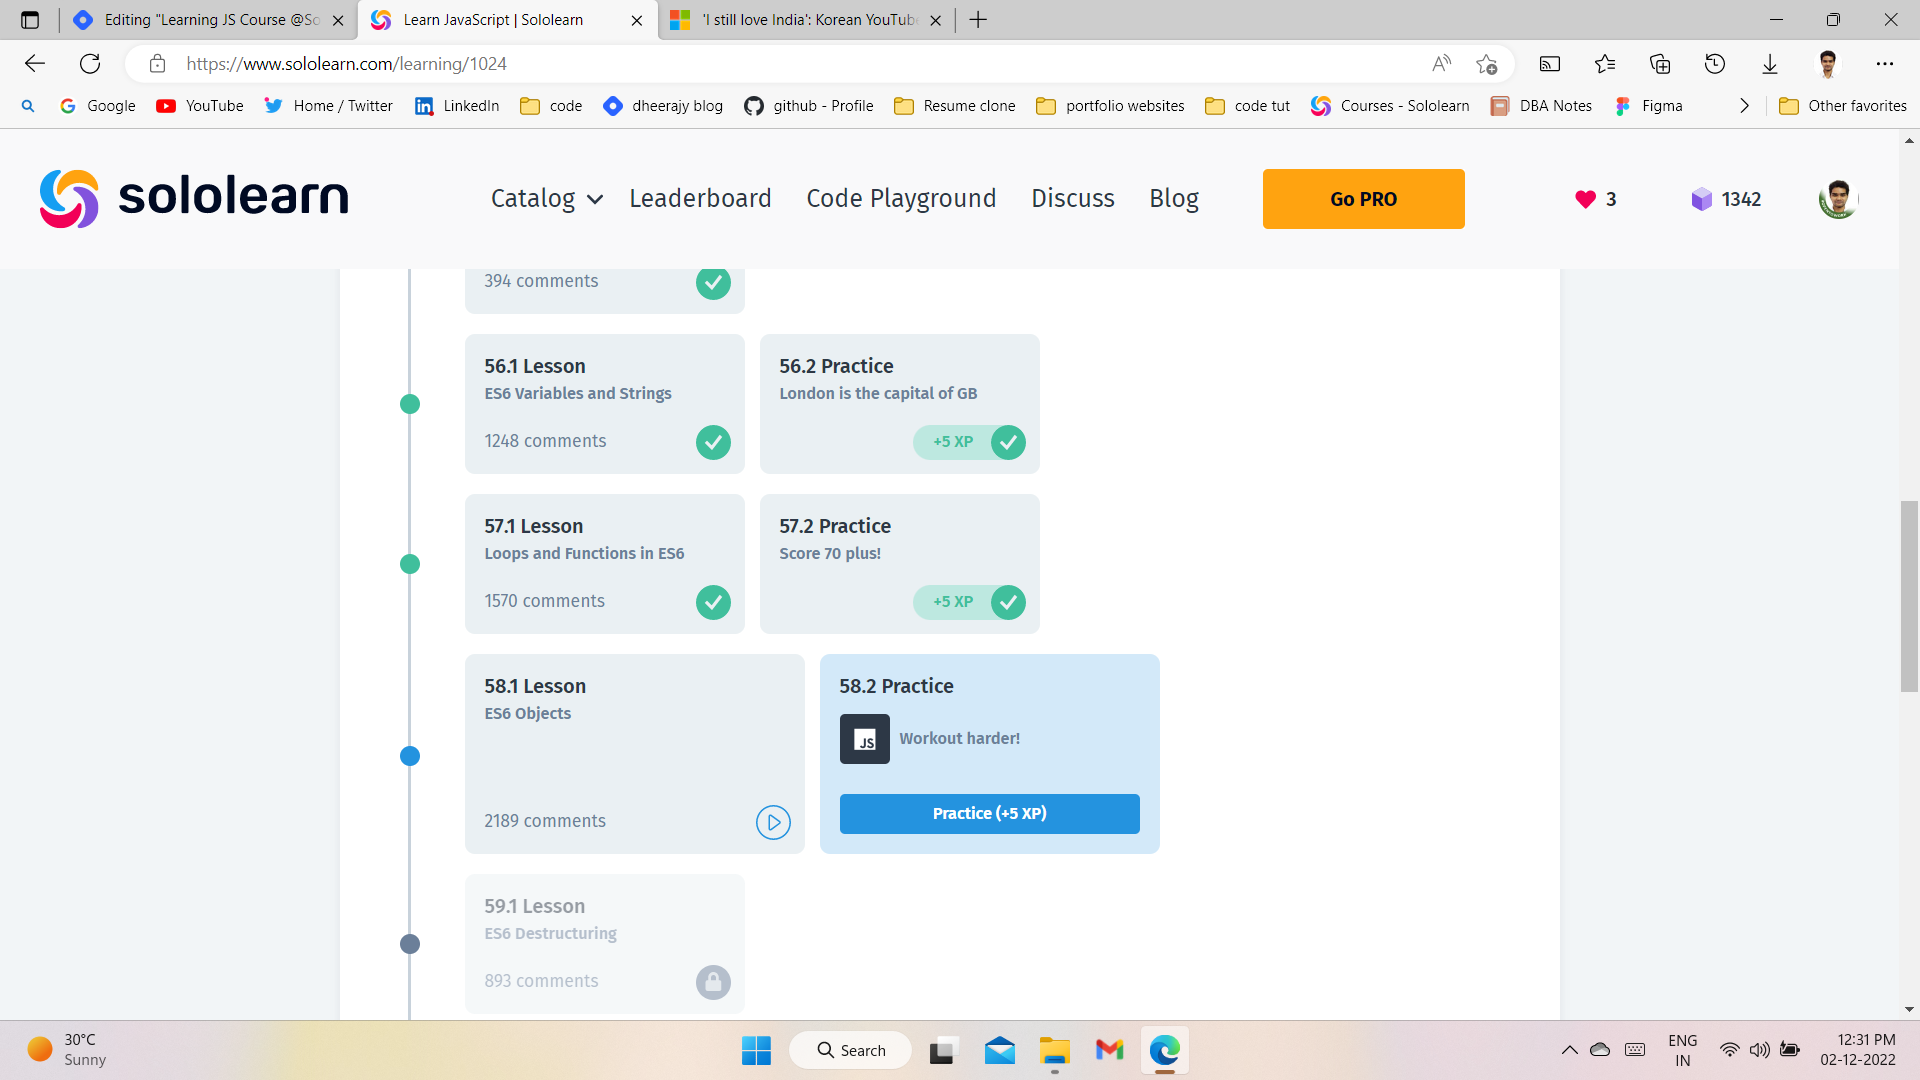 Editing "Learning JS Course @So
Learn JavaScript | Sololearn
'I still love India': Korean YouTube
https://www.sololearn.com/learning/1024
Google
YouTube
Home / Twitter
LinkedIn
code
dheerajy blog
github - Profile
Resume clone
portfolio websites
code tut
Courses - Sololearn
DBA Notes
Figma
Other favorites
sololearn
Catalog
Leaderboard
Code Playground
Discuss
Blog
Go PRO
3
1342
394 comments
56.1 Lesson
ES6 Variables and Strings
1248 comments
56.2 Practice
London is the capital of GB
+5 XP
57.1 Lesson
Loops and Functions in ES6
1570 comments
57.2 Practice
Score 70 plus!
+5 XP
58.1 Lesson
ES6 Objects
2189 comments
58.2 Practice
JS
Workout harder!
Practice (+5 XP)
59.1 Lesson
ES6 Destructuring
893 comments
30°C
Sunny
Search
ENG
IN
12:31 PM
02-12-2022